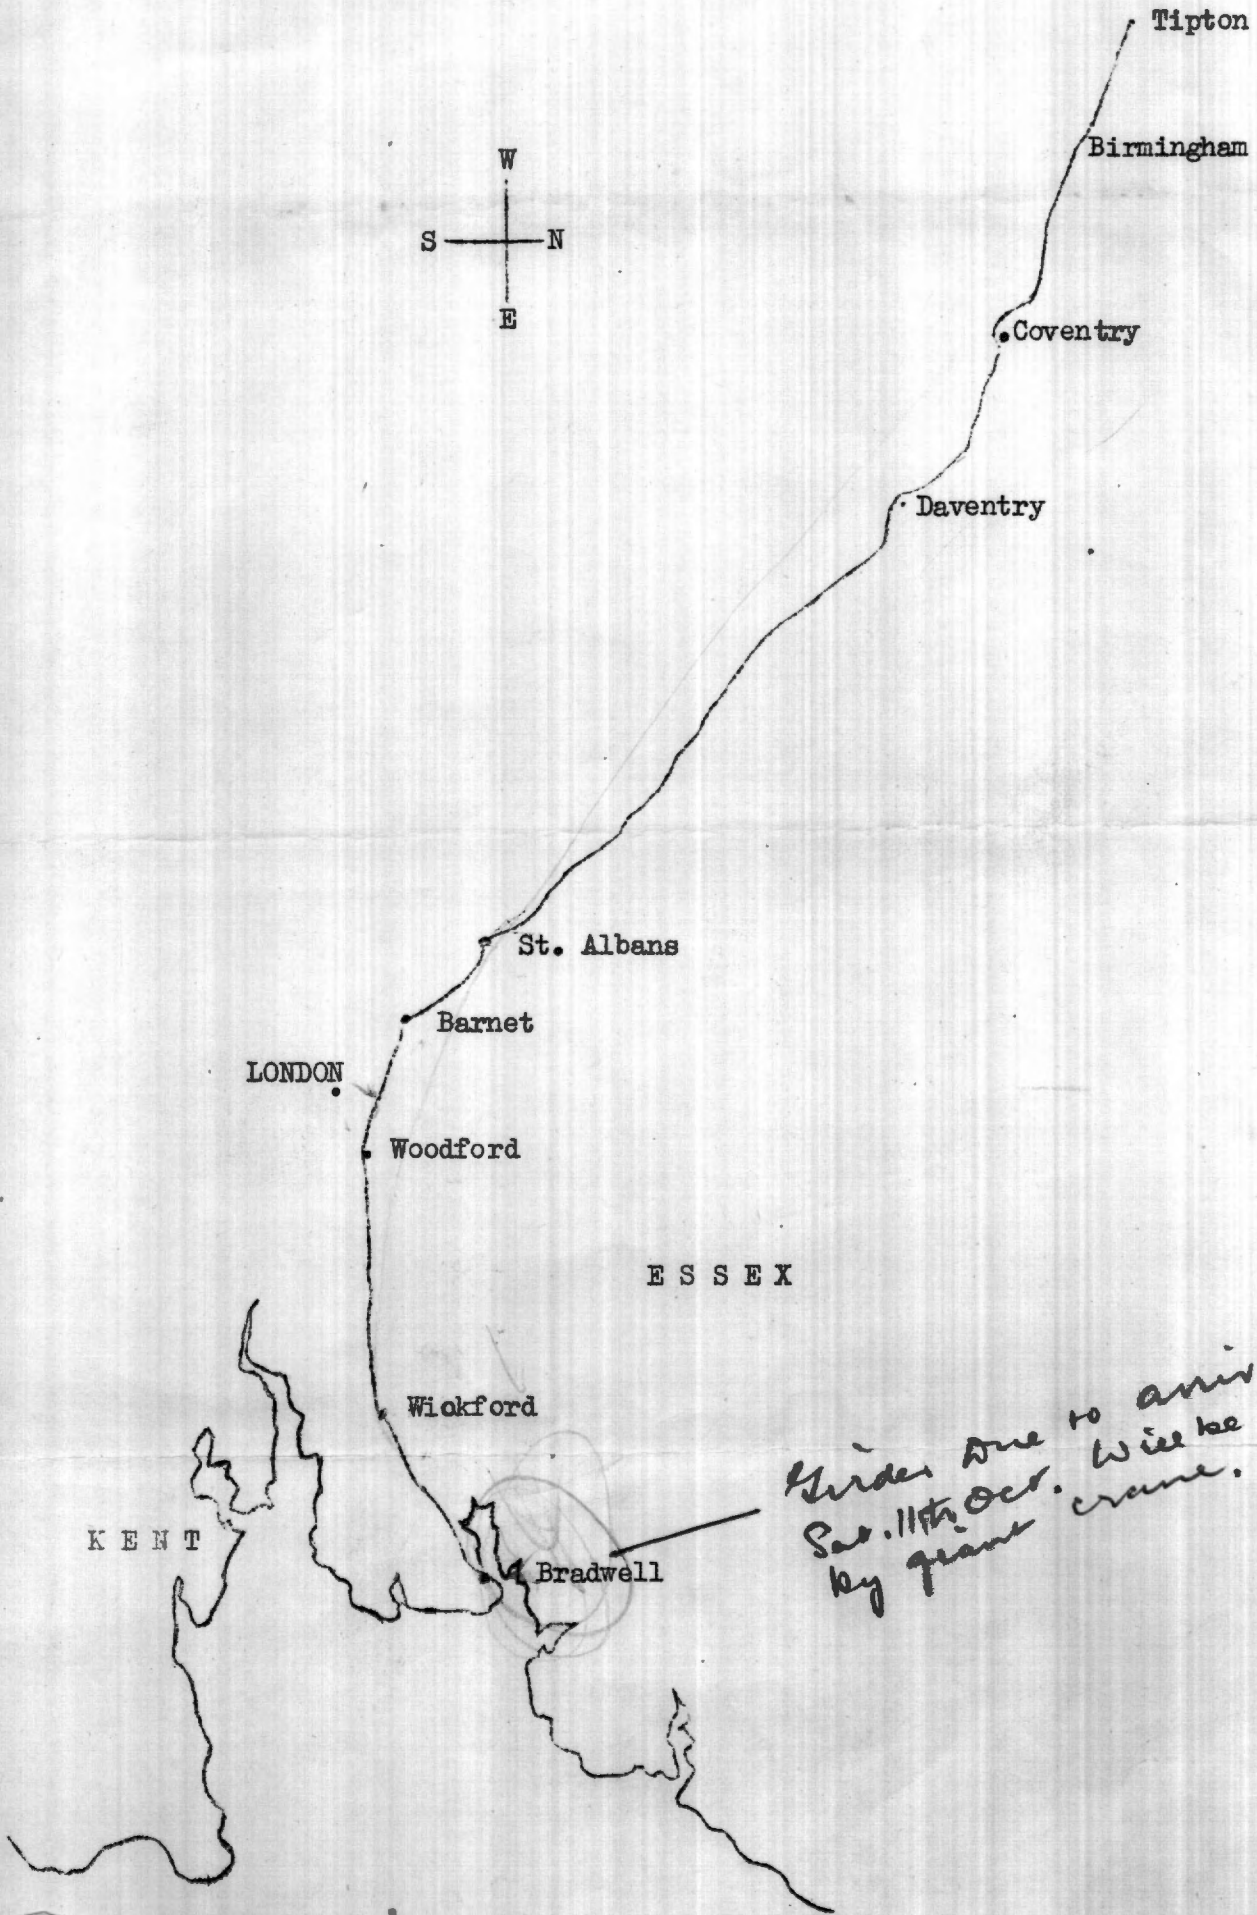 Tipton
Birmingham
W
S N
E
Coventry
Daventry
St. Albans
Barnet
LONDON
Woodford
ESSEX
Wickford
Girder Due to arriv
Sat. 11th Oct. Will be
by giant crane.
KENT
Bradwell